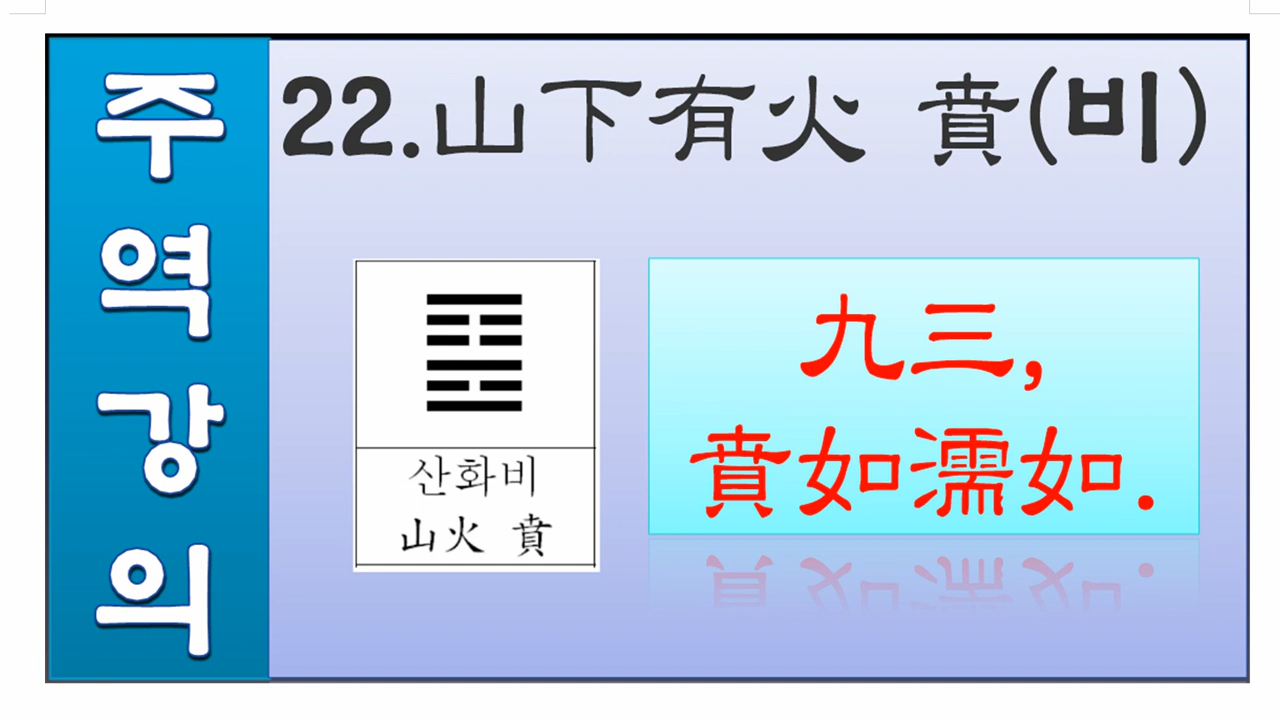 주역강의
22.山下有火 賁(비)
산화비
山火 賁
九三,
賁如濡如.